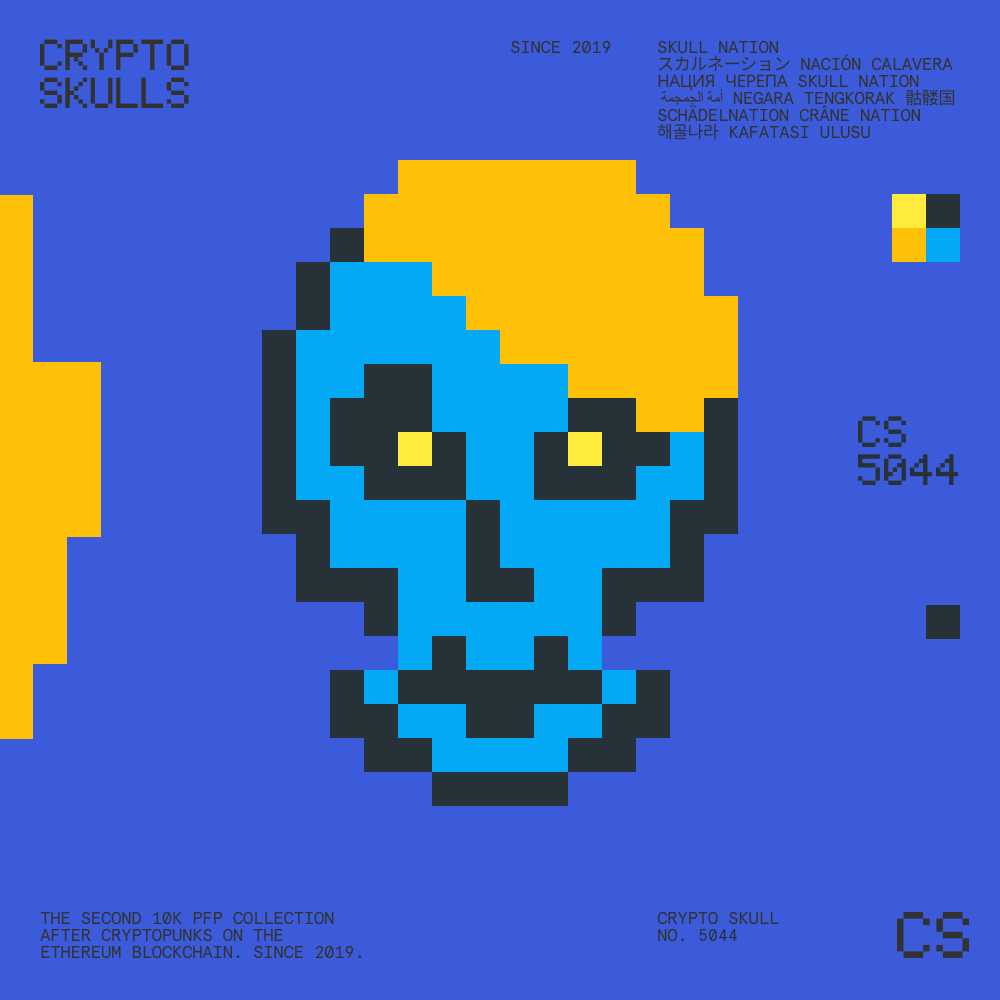 CRYPTO
SKULLS
SINCE 2019
SKULL NATION
スカルネーション NACIÓN CALAVERA
НАЦИЯ ЧЕРЕПА SKULL NATION
أمة الجمجمة NEGARA TENGKORAK 骷髅国
SCHÄDELNATION CRÂNE NATION
해골나라 KAFATASI ULUSU
CS
5044
THE SECOND 10K PFP COLLECTION
AFTER CRYPTOPUNKS ON THE
ETHEREUM BLOCKCHAIN. SINCE 2019.
CRYPTO SKULL
NO. 5044
CS